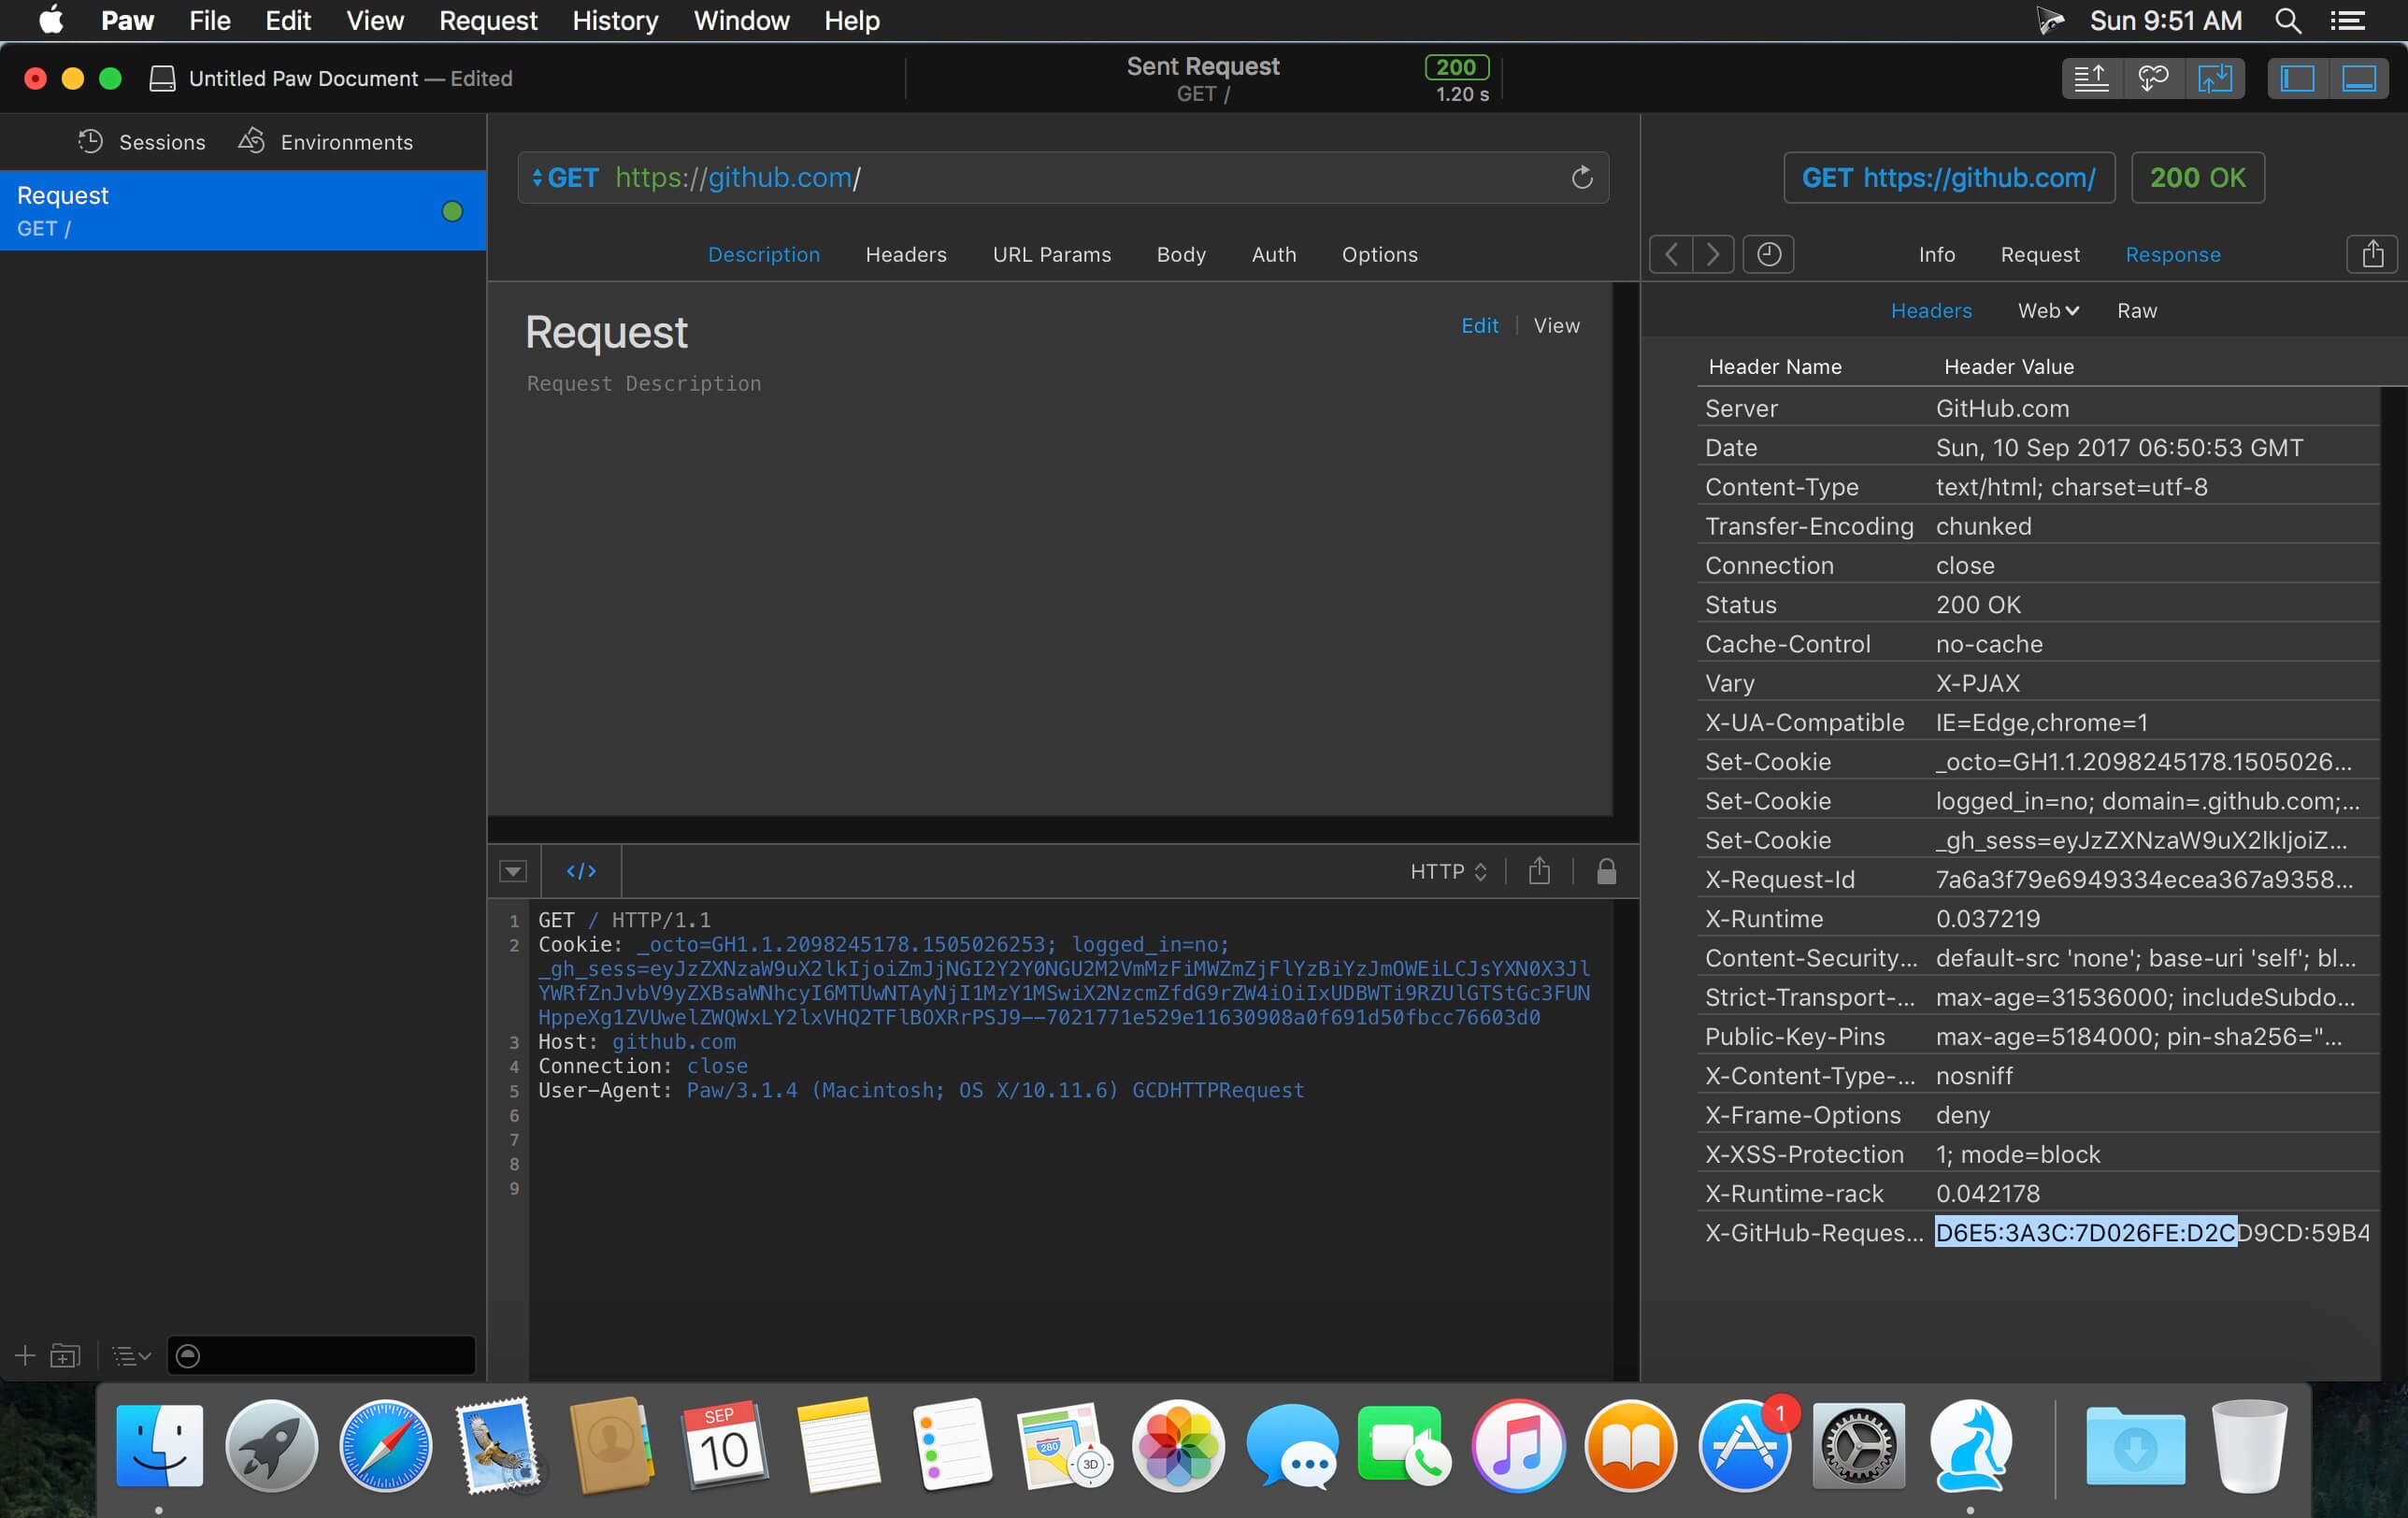 Paw File Edit View Request History Window Help Sun 9:51 AM
Untitled Paw Document — Edited
Sent Request
GET /
200
1.20 s
Sessions Environments
Request
GET /
GET https://github.com/
Description Headers URL Params Body Auth Options
Request
Edit View
Request Description
HTTP
1 GET / HTTP/1.1
2 Cookie: _octo=GH1.1.2098245178.1505026253; logged_in=no;
_gh_sess=eyJzZXNzaW9uX2lkIjoiZmJjNGI2Y2Y0NGU2M2VmMzFiMWZmZjFlYzBiYzJmOWEiLCJsYXN0X3Jl
YWRfZnJvbV9yZXBsaWNhcyI6MTUwNTAyNjI1MzY1MSwiX2NzcmZfdG9rZW4iOiIxUDBWTi9RZUlGTStGc3FUN
HppeXg1ZVUwelZWQWxLY2lxVHQ2TFlBOXRrPSJ9--7021771e529e11630908a0f691d50fbcc76603d0
3 Host: github.com
4 Connection: close
5 User-Agent: Paw/3.1.4 (Macintosh; OS X/10.11.6) GCDHTTPRequest
6
7
8
9
GET https://github.com/ 200 OK
Info Request Response
Headers Web Raw
Header Name Header Value
Server GitHub.com
Date Sun, 10 Sep 2017 06:50:53 GMT
Content-Type text/html; charset=utf-8
Transfer-Encoding chunked
Connection close
Status 200 OK
Cache-Control no-cache
Vary X-PJAX
X-UA-Compatible IE=Edge,chrome=1
Set-Cookie _octo=GH1.1.2098245178.1505026...
Set-Cookie logged_in=no; domain=.github.com;...
Set-Cookie _gh_sess=eyJzZXNzaW9uX2lkIjoiZ...
X-Request-Id 7a6a3f79e6949334ecea367a9358...
X-Runtime 0.037219
Content-Security... default-src 'none'; base-uri 'self'; bl...
Strict-Transport-... max-age=31536000; includeSubdo...
Public-Key-Pins max-age=5184000; pin-sha256="...
X-Content-Type-... nosniff
X-Frame-Options deny
X-XSS-Protection 1; mode=block
X-Runtime-rack 0.042178
X-GitHub-Reques... D6E5:3A3C:7D026FE:D2CD9CD:59B4
SEP
10
280
3D
1